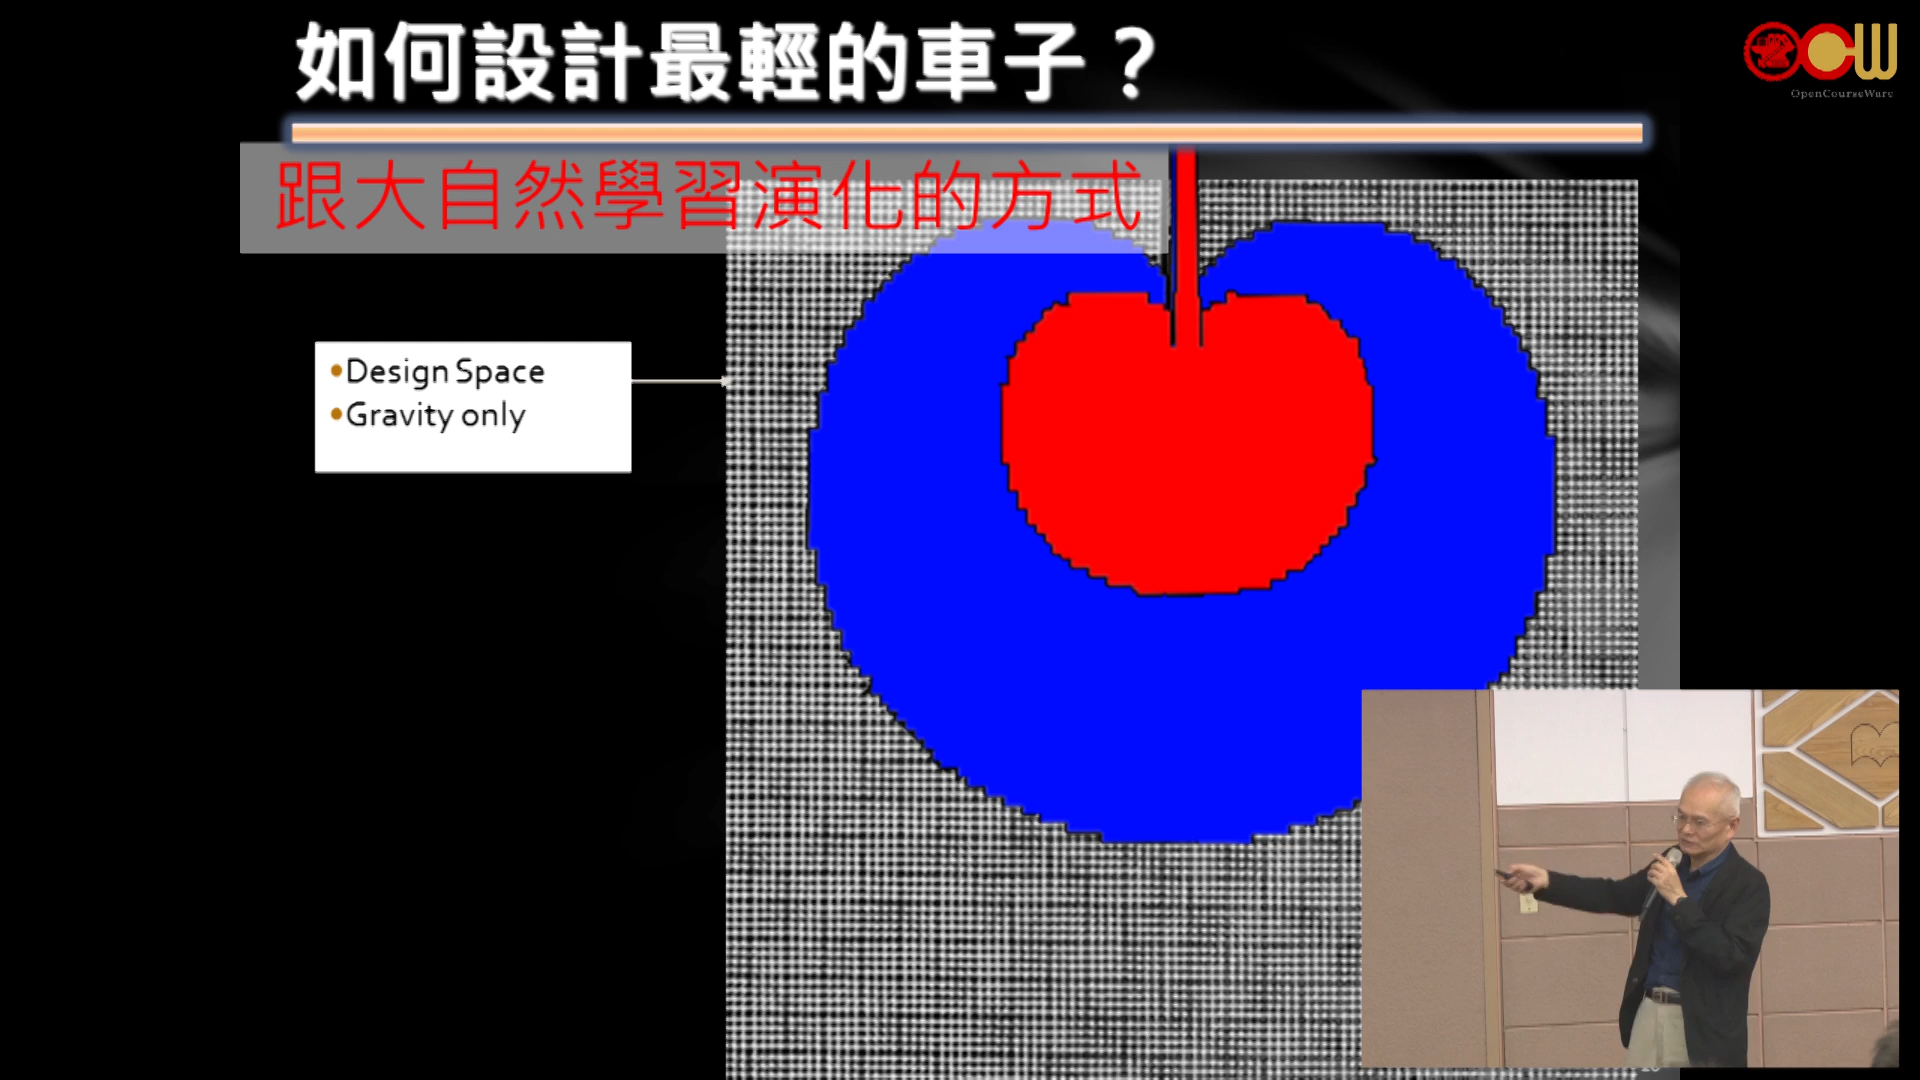 如何設計最輕的車子？
OpenCourseWare
跟大自然學習演化的方式
•Design Space
•Gravity only